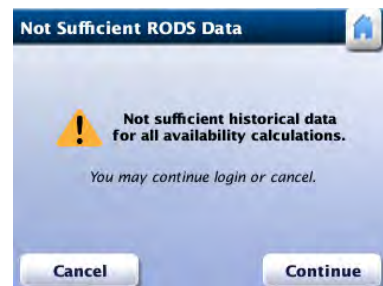 Not Sufficient RODS Data
Not sufficient historical data
for all availability calculations.
You may continue login or cancel.
Cancel
Continue